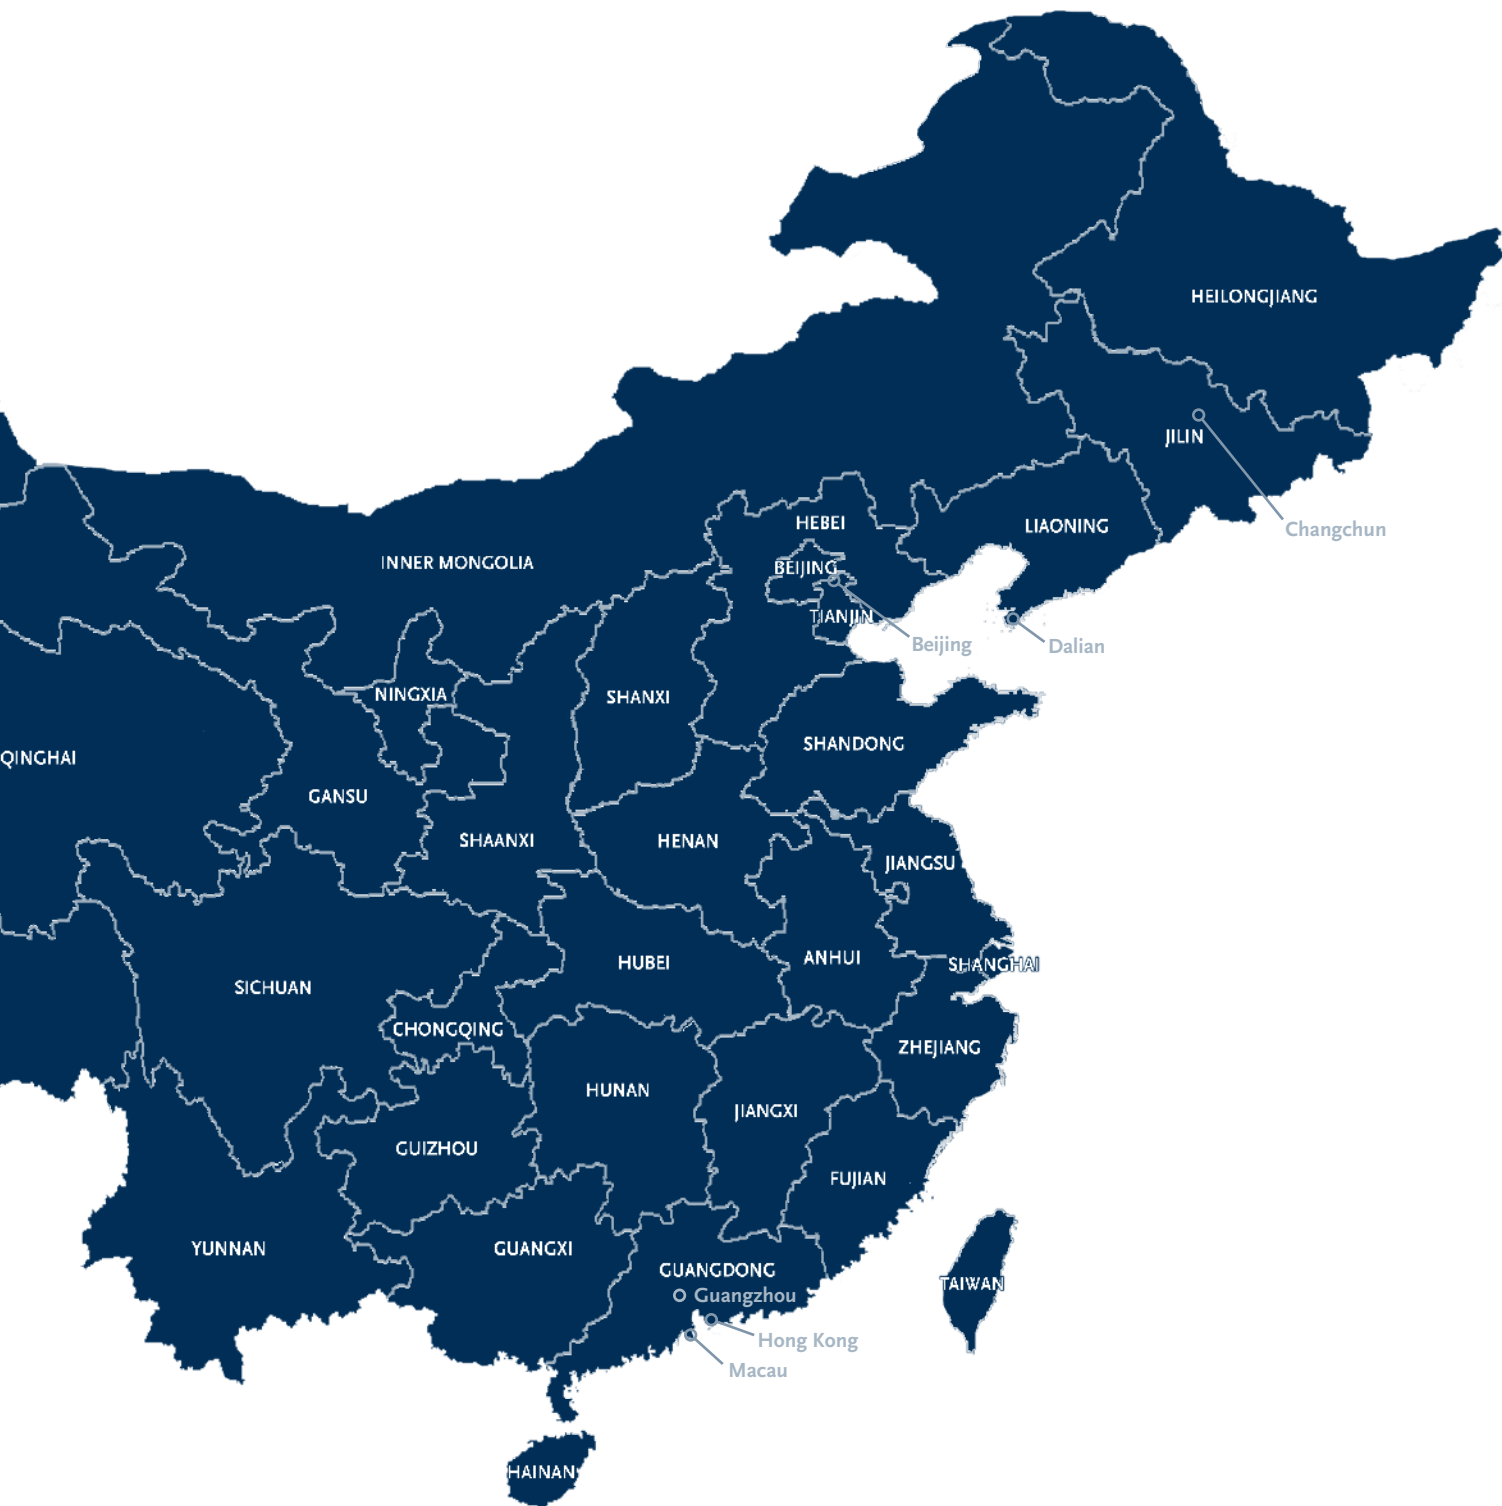 HEILONGJIANG
JILIN
Changchun
HEBEI
LIAONING
INNER MONGOLIA
BEIJING
TIANJIN
Beijing
Dalian
NINGXIA
SHANXI
SHANDONG
QINGHAI
GANSU
SHAANXI
HENAN
JIANGSU
ANHUI
HUBEI
SHANGHAI
SICHUAN
CHONGQING
ZHEJIANG
HUNAN
JIANGXI
GUIZHOU
FUJIAN
YUNNAN
GUANGXI
GUANGDONG
TAIWAN
Guangzhou
Hong Kong
Macau
HAINAN